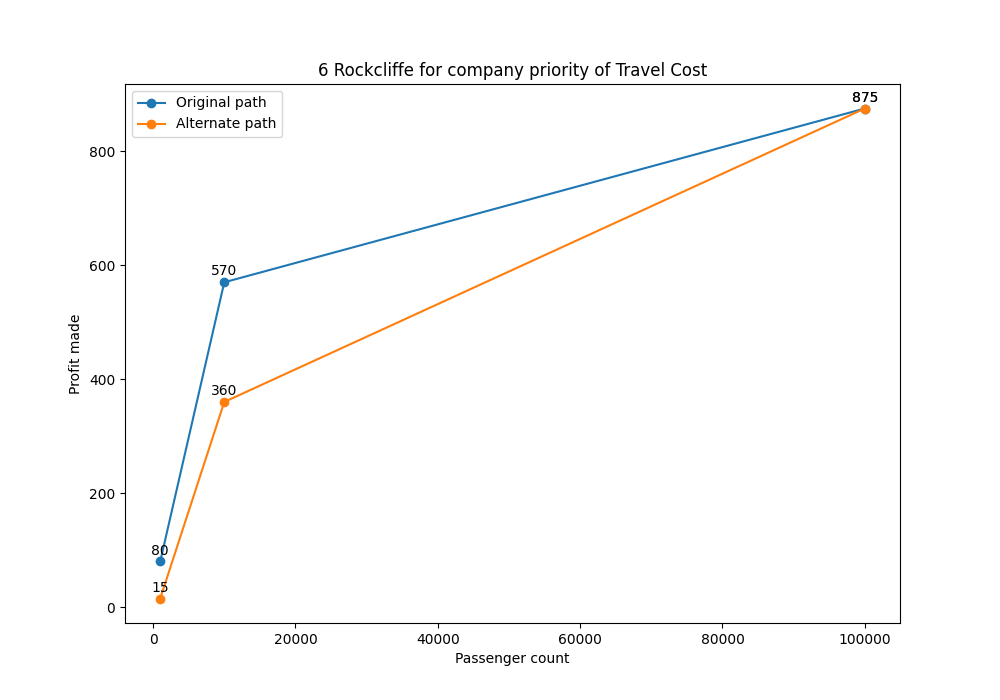 6 Rockcliffe for company priority of Travel Cost
Original path
Alternate path
875
800
600
570
400
360
200
80
15
0
Profit made
0 20000 40000 60000 80000 100000
Passenger count